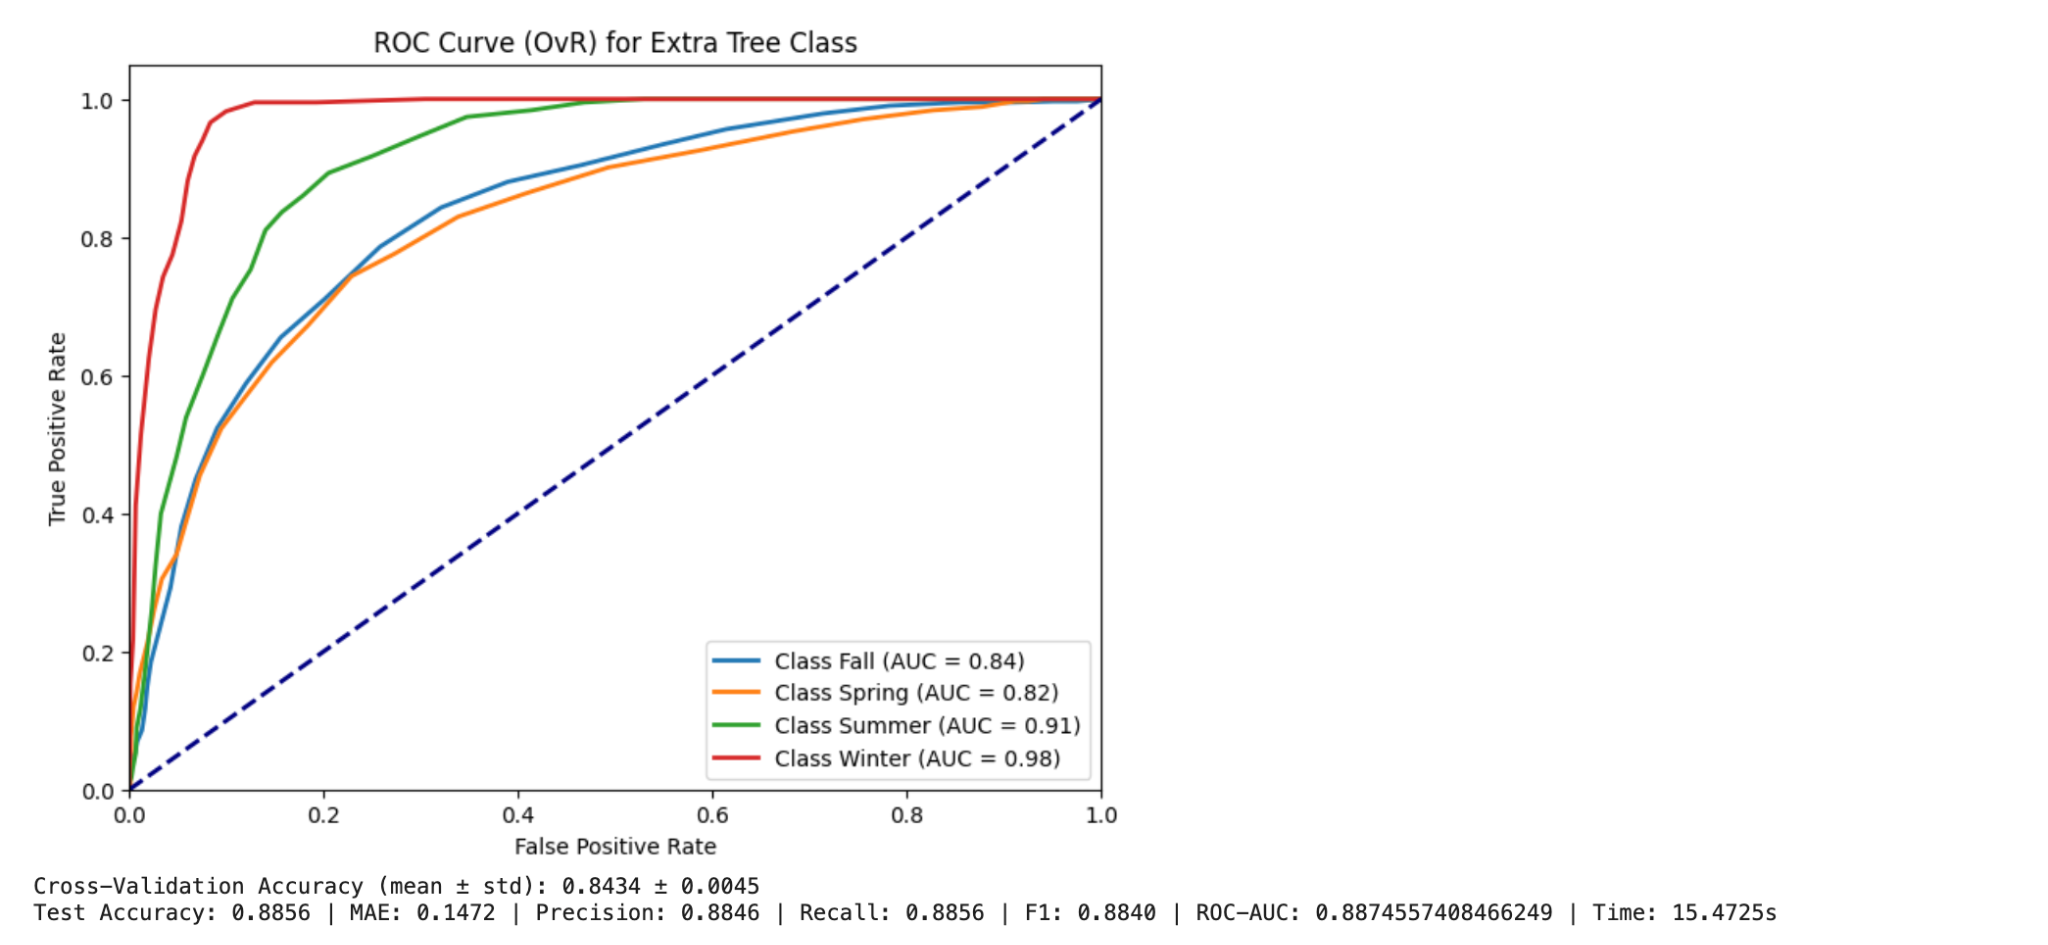 ROC Curve (OvR) for Extra Tree Class
1.0
0.8
0.6
0.4
0.2
0.0
True Positive Rate
0.0 0.2 0.4 0.6 0.8 1.0
False Positive Rate
Class Fall (AUC = 0.84)
Class Spring (AUC = 0.82)
Class Summer (AUC = 0.91)
Class Winter (AUC = 0.98)
Cross-Validation Accuracy (mean ± std): 0.8434 ± 0.0045
Test Accuracy: 0.8856 | MAE: 0.1472 | Precision: 0.8846 | Recall: 0.8856 | F1: 0.8840 | ROC-AUC: 0.8874557408466249 | Time: 15.4725s